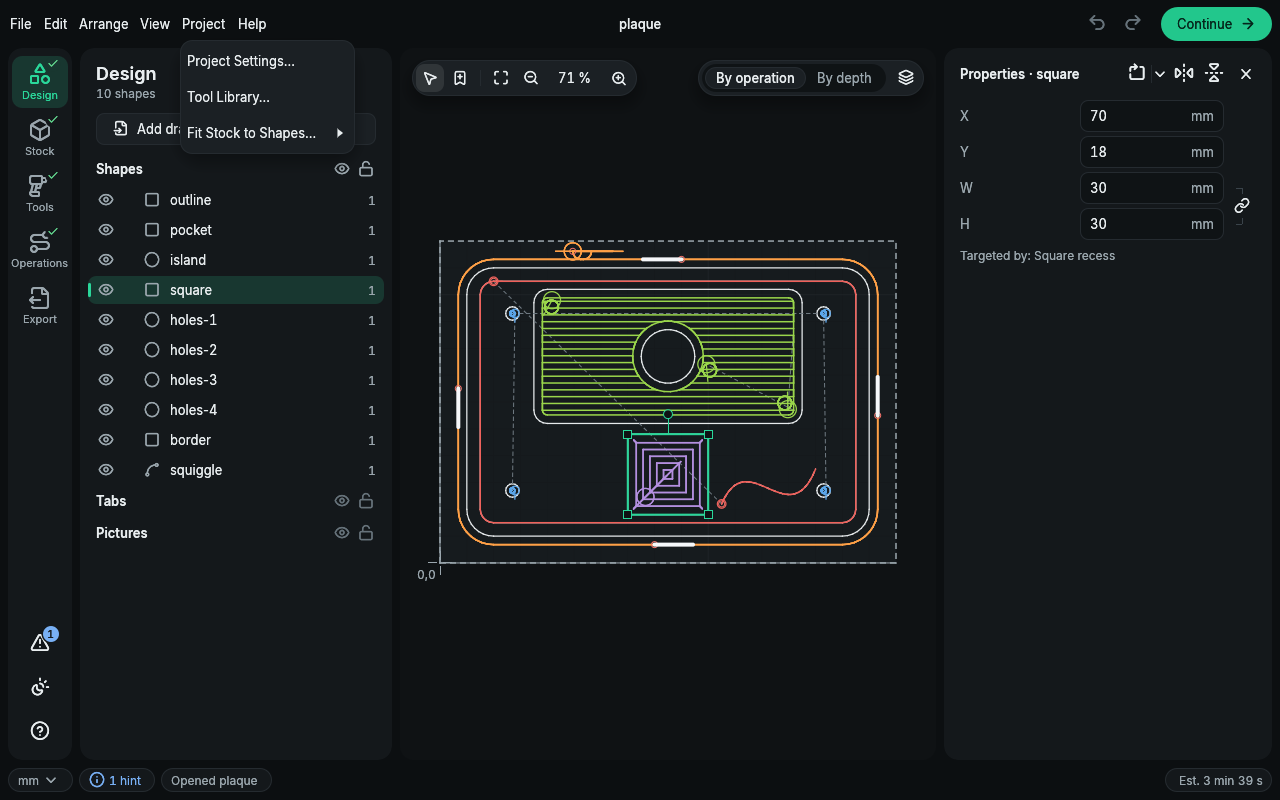 File Edit Arrange View Project Help
plaque
Continue
Project Settings...
Tool Library...
Fit Stock to Shapes...
Design
Stock
Tools
Operations
Export
1
Design
10 shapes
Add dra
Shapes
outline 1
pocket 1
island 1
square 1
holes-1 1
holes-2 1
holes-3 1
holes-4 1
border 1
squiggle 1
Tabs
Pictures
71 %
By operation By depth
0,0
Properties · square
X 70 mm
Y 18 mm
W 30 mm
H 30 mm
Targeted by: Square recess
mm
1 hint
Opened plaque
Est. 3 min 39 s